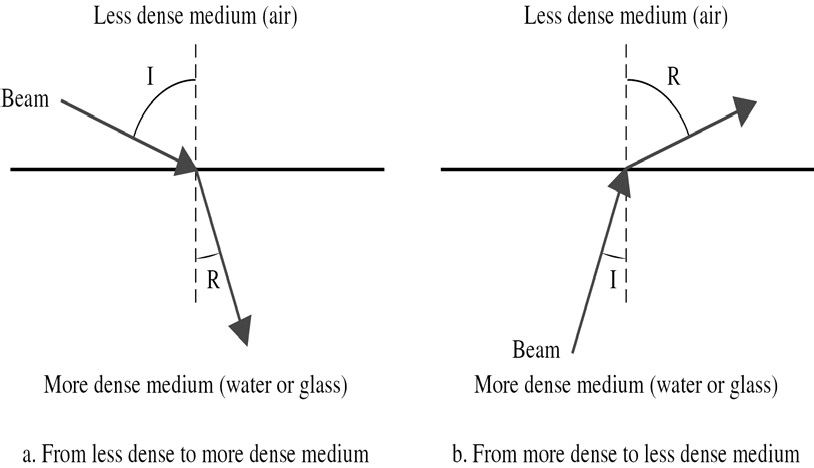 Less dense medium (air)
I
Beam
R
More dense medium (water or glass)
a. From less dense to more dense medium
Less dense medium (air)
R
I
Beam
More dense medium (water or glass)
b. From more dense to less dense medium